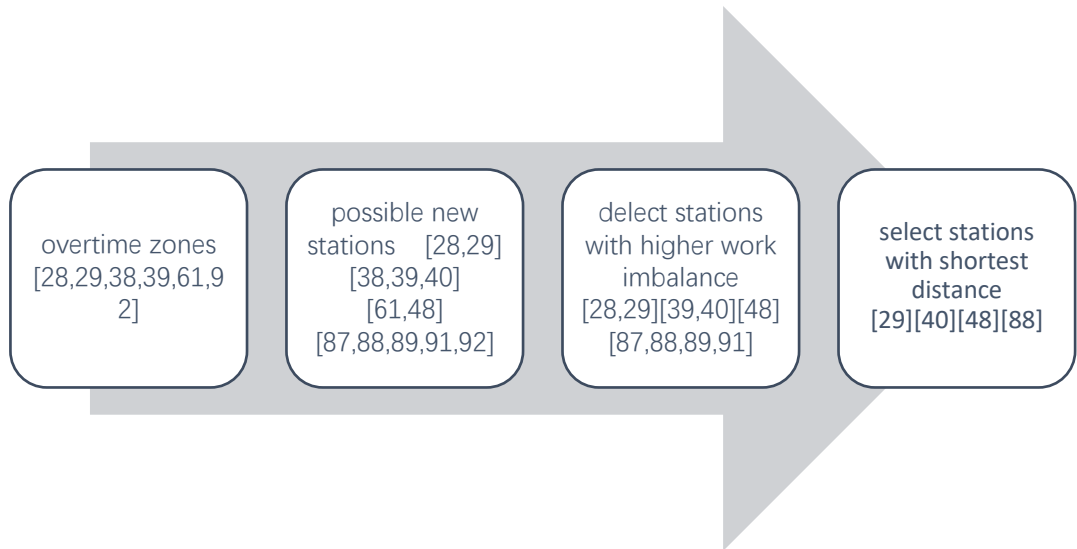 overtime zones
[28,29,38,39,61,9
2]
possible new
stations [28,29]
[38,39,40]
[61,48]
[87,88,89,91,92]
delect stations
with higher work
imbalance
[28,29][39,40][48]
[87,88,89,91]
select stations
with shortest
distance
[29][40][48][88]